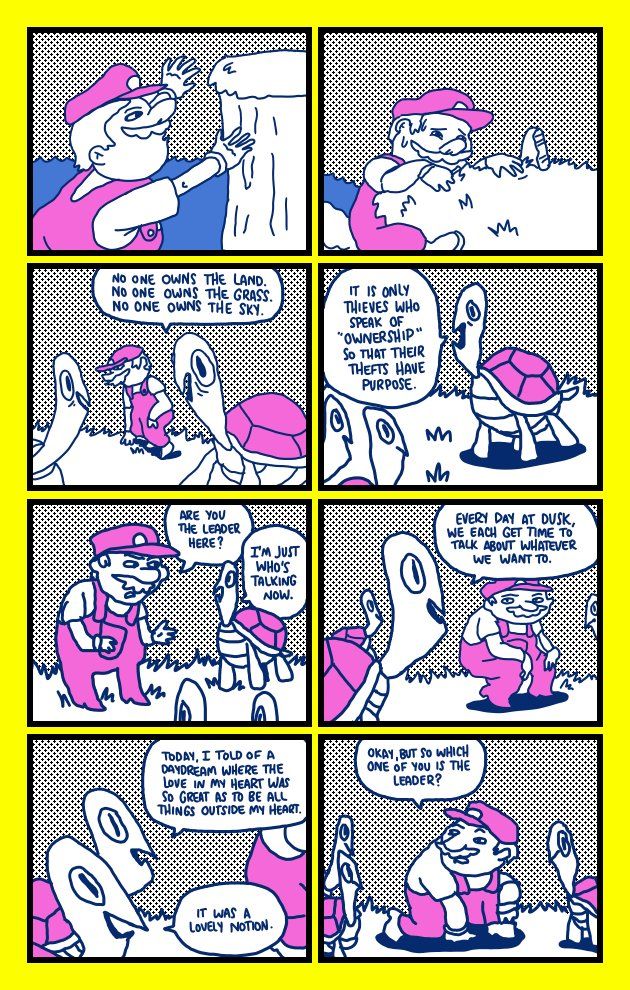 NO ONE OWNS THE LAND.
NO ONE OWNS THE GRASS.
NO ONE OWNS THE SKY.
IT IS ONLY
THIEVES WHO
SPEAK OF
"OWNERSHIP"
SO THAT THEIR
THEFTS HAVE
PURPOSE.
ARE YOU
THE LEADER
HERE?
I'M JUST
WHO'S
TALKING
NOW.
EVERY DAY AT DUSK,
WE EACH GET TIME TO
TALK ABOUT WHATEVER
WE WANT TO.
TODAY, I TOLD OF A
DAYDREAM WHERE THE
LOVE IN MY HEART WAS
SO GREAT AS TO BE ALL
THINGS OUTSIDE MY HEART.
IT WAS A
LOVELY NOTION.
OKAY, BUT SO WHICH
ONE OF YOU IS THE
LEADER?